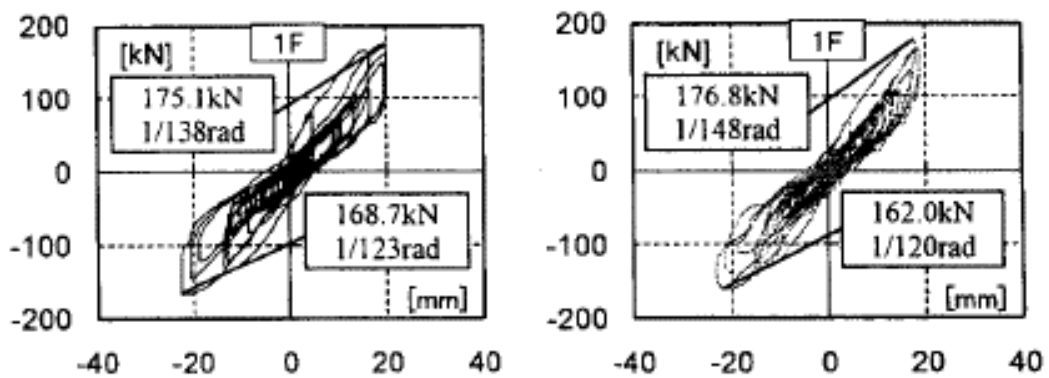 200
[kN]
1F
175.1kN
1/138rad
100
0
168.7kN
1/123rad
-100
[mm]
-200
-40 -20 0 20 40
200
[kN]
1F
176.8kN
1/148rad
100
0
162.0kN
1/120rad
-100
[mm]
-200
-40 -20 0 20 40